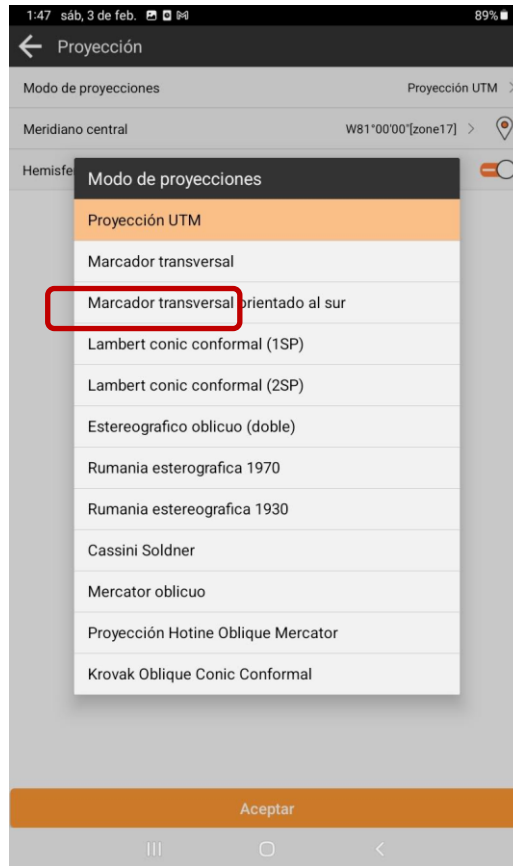 1:47 sáb, 3 de feb. 89%
Proyección
Modo de proyecciones Proyección UTM >
Meridiano central W81°00'00"[zone17] >
Hemisfe
Modo de proyecciones
Proyección UTM
Marcador transversal
Marcador transversal orientado al sur
Lambert conic conformal (1SP)
Lambert conic conformal (2SP)
Estereografico oblicuo (doble)
Rumania esterografica 1970
Rumania estereografica 1930
Cassini Soldner
Mercator oblicuo
Proyección Hotine Oblique Mercator
Krovak Oblique Conic Conformal
Aceptar